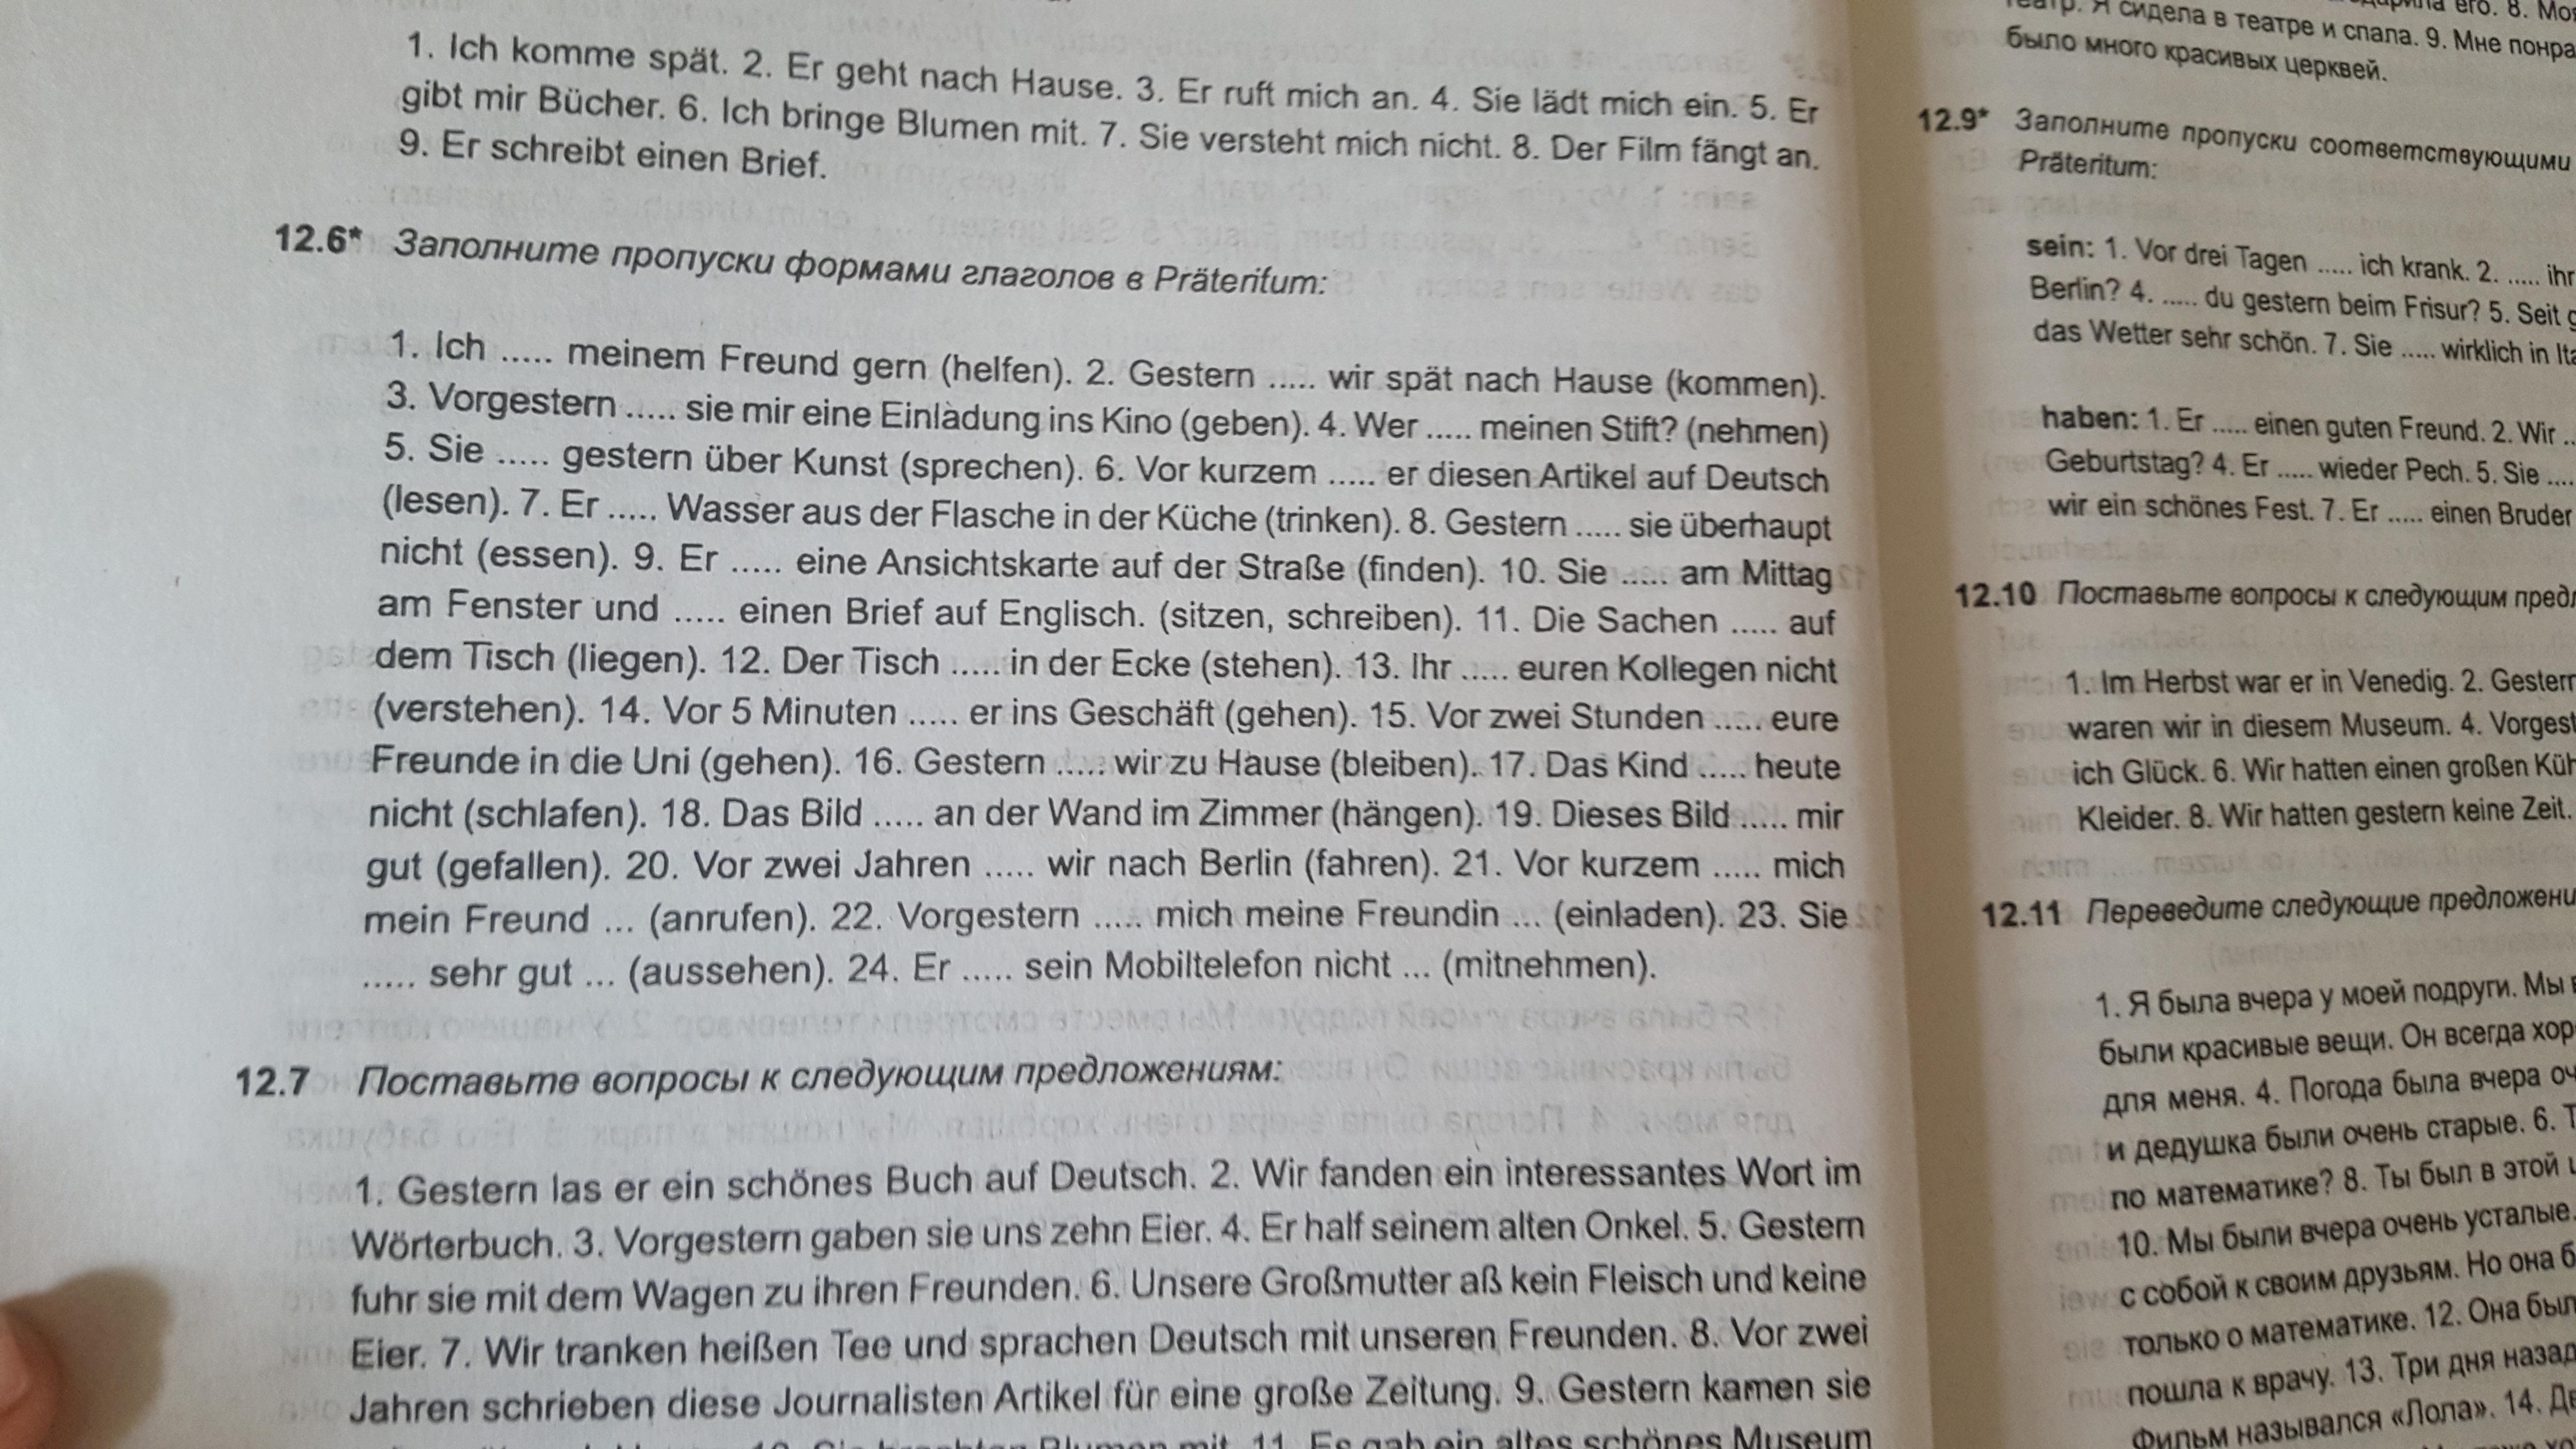 1. Ich komme spät. 2. Er geht nach Hause. 3. Er ruft mich an. 4. Sie lädt mich ein. 5. Er
gibt mir Bücher. 6. Ich bringe Blumen mit. 7. Sie versteht mich nicht. 8. Der Film fängt an.
9. Er schreibt einen Brief.
12.6* Заполните пропуски формами глаголов в Präteritum:
1. Ich ..... meinem Freund gern (helfen). 2. Gestern ..... wir spät nach Hause (kommen).
3. Vorgestern ..... sie mir eine Einladung ins Kino (geben). 4. Wer ..... meinen Stift? (nehmen)
5. Sie ..... gestern über Kunst (sprechen). 6. Vor kurzem ..... er diesen Artikel auf Deutsch
(lesen). 7. Er ..... Wasser aus der Flasche in der Küche (trinken). 8. Gestern ..... sie überhaupt
nicht (essen). 9. Er ..... eine Ansichtskarte auf der Straße (finden). 10. Sie ..... am Mittag
am Fenster und ..... einen Brief auf Englisch. (sitzen, schreiben). 11. Die Sachen ..... auf
dem Tisch (liegen). 12. Der Tisch ..... in der Ecke (stehen). 13. Ihr ..... euren Kollegen nicht
(verstehen). 14. Vor 5 Minuten ..... er ins Geschäft (gehen). 15. Vor zwei Stunden ..... eure
Freunde in die Uni (gehen). 16. Gestern ..... wir zu Hause (bleiben). 17. Das Kind ..... heute
nicht (schlafen). 18. Das Bild ..... an der Wand im Zimmer (hängen). 19. Dieses Bild ..... mir
gut (gefallen). 20. Vor zwei Jahren ..... wir nach Berlin (fahren). 21. Vor kurzem ..... mich
mein Freund ... (anrufen). 22. Vorgestern ..... mich meine Freundin ... (einladen). 23. Sie
..... sehr gut ... (aussehen). 24. Er ..... sein Mobiltelefon nicht ... (mitnehmen).
12.7 Поставьте вопросы к следующим предложениям:
1. Gestern las er ein schönes Buch auf Deutsch. 2. Wir fanden ein interessantes Wort im
Wörterbuch. 3. Vorgestern gaben sie uns zehn Eier. 4. Er half seinem alten Onkel. 5. Gestern
fuhr sie mit dem Wagen zu ihren Freunden. 6. Unsere Großmutter aß kein Fleisch und keine
Eier. 7. Wir tranken heißen Tee und sprachen Deutsch mit unseren Freunden. 8. Vor zwei
Jahren schrieben diese Journalisten Artikel für eine große Zeitung. 9. Gestern kamen sie
10. Sie brachten Blumen mit. 11. Es gab ein altes schönes Museum
его. 8.
театр. Я сидела в театре и спала. 9. Мне
было много красивых церквей.
12.9* Заполните пропуски соответствующими
Präteritum:
sein: 1. Vor drei Tagen ..... ich krank. 2. ..... ihr
Berlin? 4. ..... du gestern beim Frisur? 5. Seit
das Wetter sehr schön. 7. Sie ..... wirklich in
haben: 1. Er ..... einen guten Freund. 2. Wir
Geburtstag? 4. Er ..... wieder Pech. 5. Sie ....
wir ein schönes Fest. 7. Er ..... einen Bruder
12.10 Поставьте вопросы к следующим
1. Im Herbst war er in Venedig. 2. Gestern
waren wir in diesem Museum. 4.
ich Glück. 6. Wir hatten einen großen
Kleider. 8. Wir hatten gestern keine Zeit.
12.11 Переведите следующие
1. Я была вчера у моей подруги. Мы
были красивые вещи. Он всегда
для меня. 4. Погода была вчера
и дедушка были очень старые. 6.
по математике? 8. Ты был в этой
10. Мы были вчера очень усталые.
с собой к своим друзьям. Но она
только о математике. 12. Она
пошла к врачу. 13. Три дня
Фильм назывался «Лола». 14.